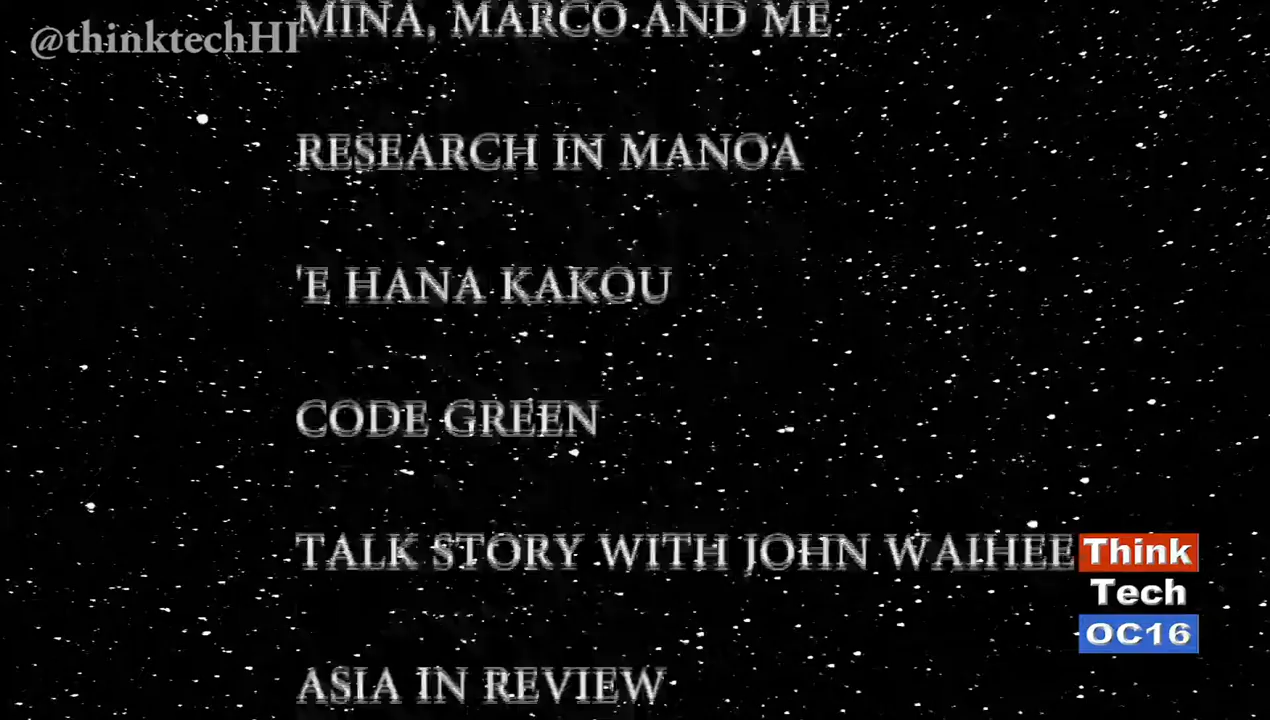 MINA, MARCO AND ME
@thinktechHI
RESEARCH IN MANOA
'E HANA KAKOU
CODE GREEN
TALK STORY WITH JOHN WAIHEE
Think
Tech
OC16
ASIA IN REVIEW